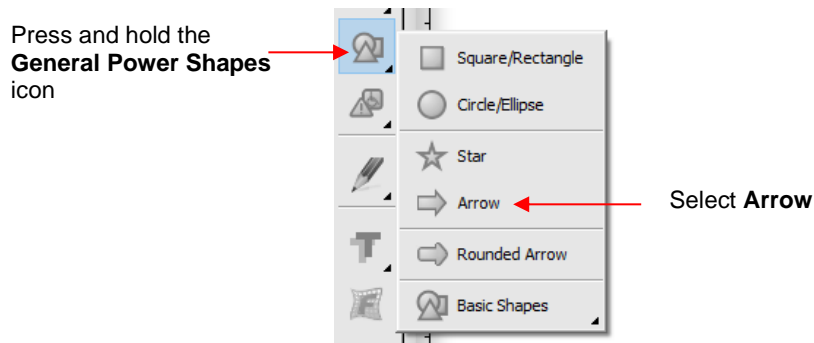 Press and hold the
General Power Shapes
icon
Square/Rectangle
Circle/Ellipse
Star
Arrow
Select Arrow
Rounded Arrow
Basic Shapes